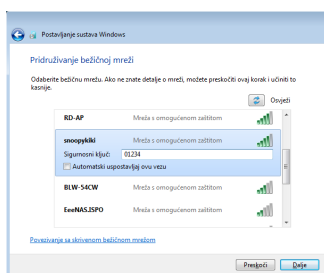 Postavljanje sustava Windows
Pridruživanje bežičnoj mreži
Odaberite bežičnu mrežu. Ako ne znate detalje o mreži, možete preskočiti ovaj korak i učiniti to
kasnije.
Osvježi
RD-AP Mreža s omogućenom zaštitom
snoopykiki Mreža s omogućenom zaštitom
Sigurnosni ključ: 01234
Automatski uspostavljaj ovu vezu
BLW-54CW Mreža s omogućenom zaštitom
EeeNASJSPO Mreža s omogućenom zaštitom
Povezivanje sa skrivenom bežičnom mrežom
Preskoči Dalje